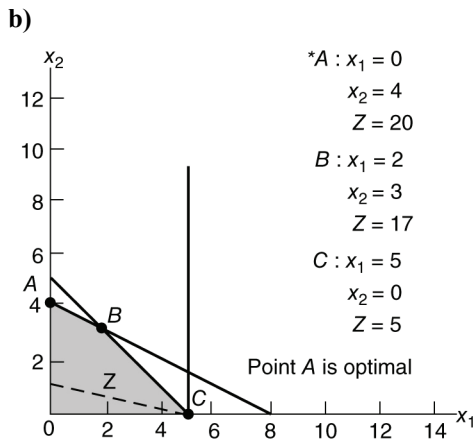 b)
x₂
12
10
8
6
A
4
B
2
Z
C
0
2
4
6
8
10
12
14
x₁
*A : x₁ = 0
x₂ = 4
Z = 20
B : x₁ = 2
x₂ = 3
Z = 17
C : x₁ = 5
x₂ = 0
Z = 5
Point A is optimal